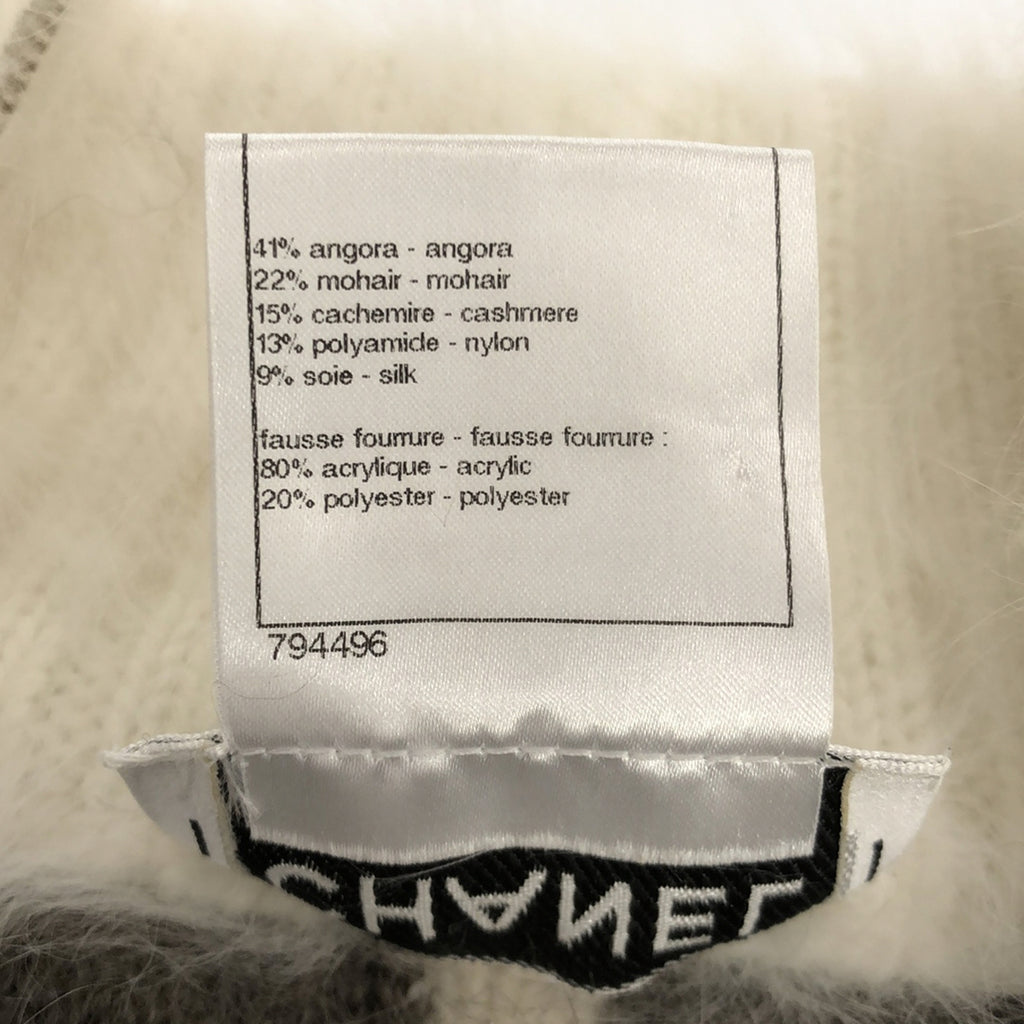 41% angora - angora
22% mohair - mohair
15% cachemire - cashmere
13% polyamide - nylon
9% soie - silk
fausse fourrure - fausse fourrure :
80% acrylique - acrylic
20% polyester - polyester
794496
CHANEL